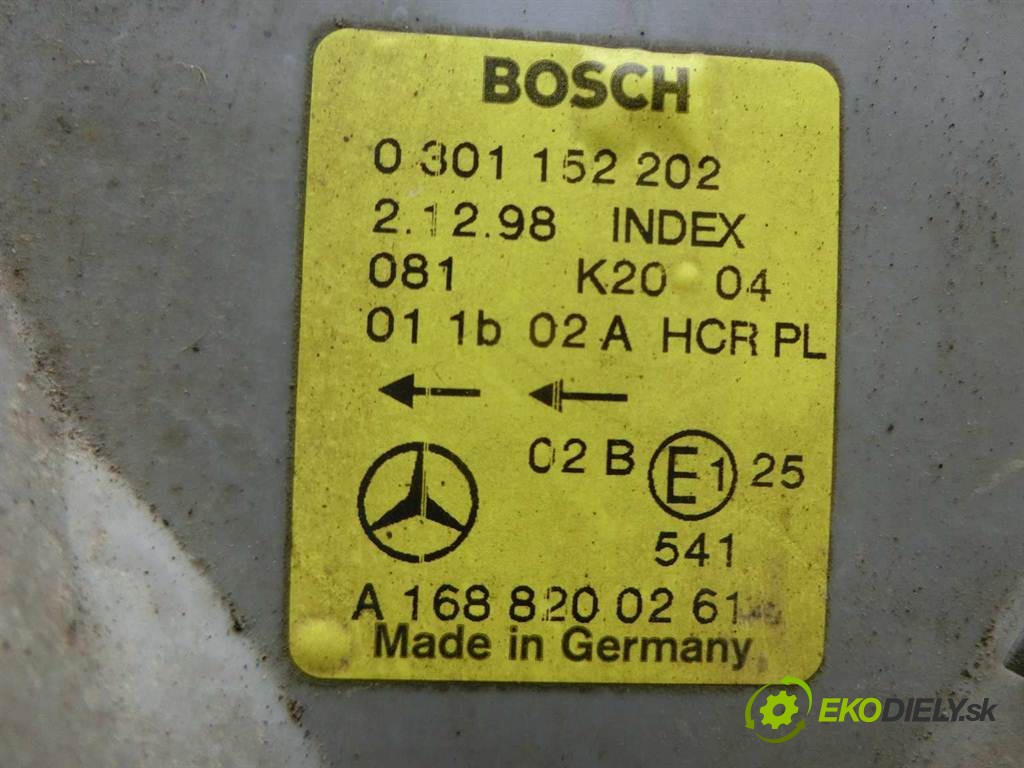 BOSCH
0 301 152 202
2.12.98 INDEX
081 K20 04
01 1b 02 A HCR PL
02 B E1 25
541
A 168 820 02 61
Made in Germany
EKODIELY.sk